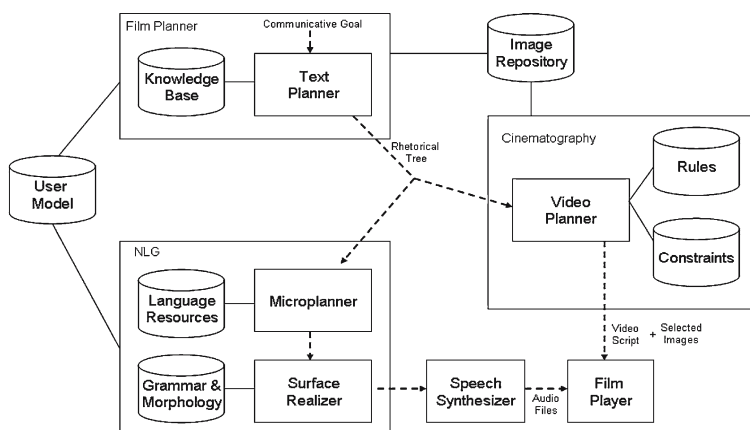 Film Planner
Communicative Goal
Knowledge
Base
Text
Planner
Image
Repository
Rhetorical
Tree
Cinematography
Rules
Video
Planner
Constraints
User
Model
NLG
Language
Resources
Microplanner
Video
Script
+ Selected
Images
Grammar &
Morphology
Surface
Realizer
Speech
Synthesizer
Audio
Files
Film
Player